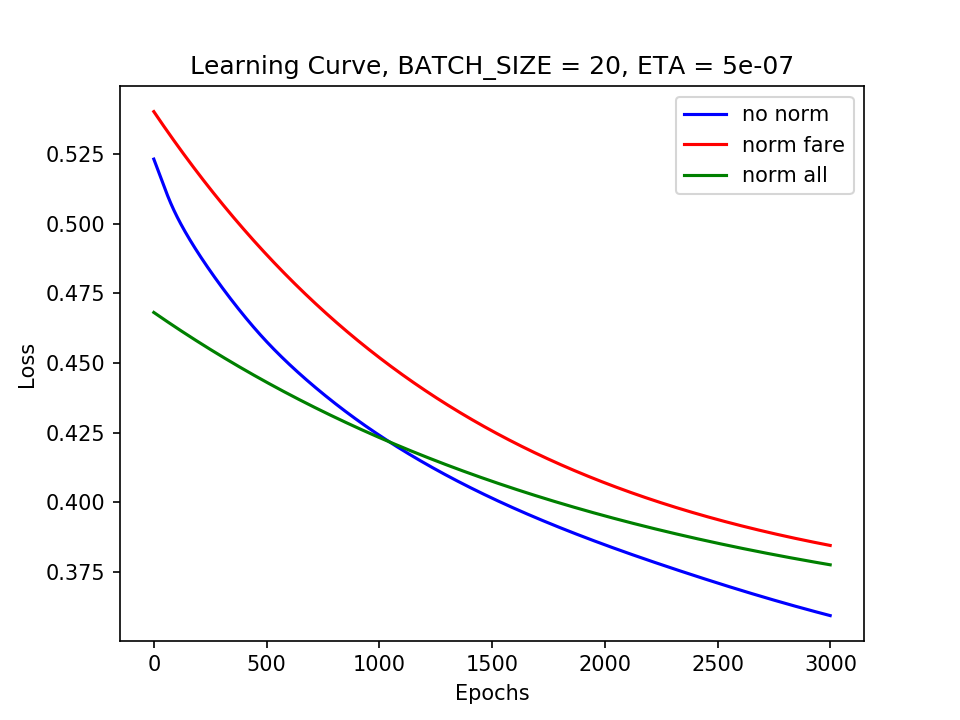 Learning Curve, BATCH_SIZE = 20, ETA = 5e-07
no norm
norm fare
norm all
0.525
0.500
0.475
0.450
0.425
0.400
0.375
Loss
0
500
1000
1500
2000
2500
3000
Epochs